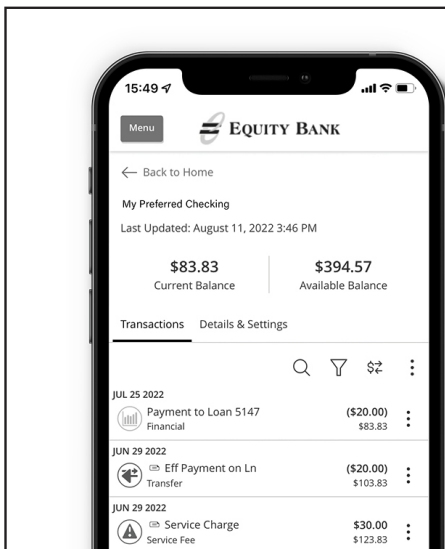 15:49
Menu
EQUITY BANK
Back to Home
My Preferred Checking
Last Updated: August 11, 2022 3:46 PM
$83.83 $394.57
Current Balance Available Balance
Transactions Details & Settings
JUL 25 2022
Payment to Loan 5147 ($20.00)
Financial $83.83
JUN 29 2022
Eff Payment on Ln ($20.00)
Transfer $103.83
JUN 29 2022
Service Charge $30.00
Service Fee $123.83